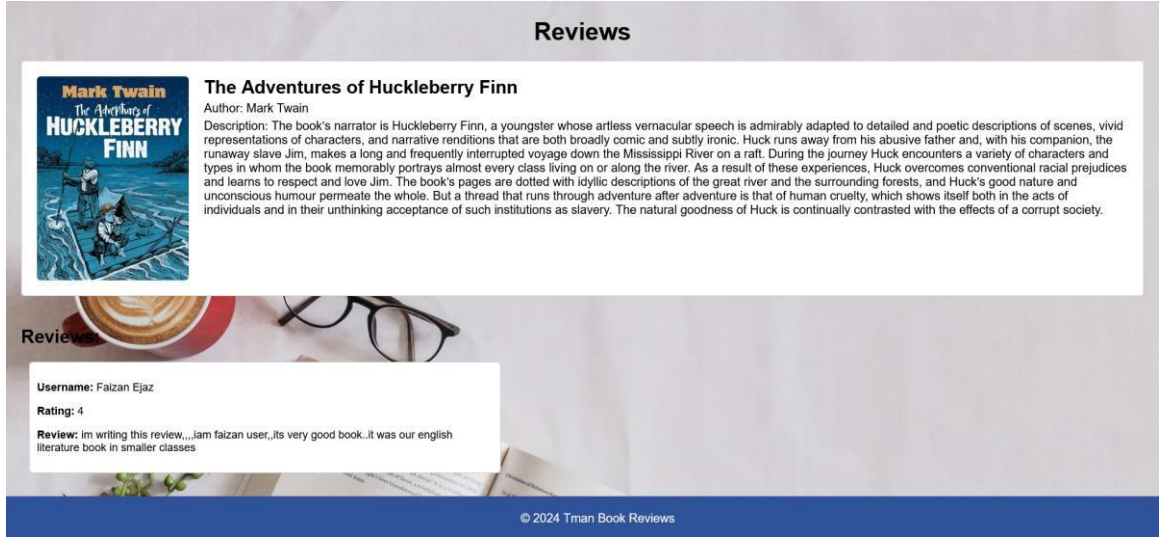 Reviews
Mark Twain
The Adventures of
HUCKLEBERRY
FINN
The Adventures of Huckleberry Finn
Author: Mark Twain
Description: The book's narrator is Huckleberry Finn, a youngster whose artless vernacular speech is admirably adapted to detailed and poetic descriptions of scenes, vivid
representations of characters, and narrative renditions that are both broadly comic and subtly ironic. Huck runs away from his abusive father and, with his companion, the
runaway slave Jim, makes a long and frequently interrupted voyage down the Mississippi River on a raft. During the journey Huck encounters a variety of characters and
types in whom the book memorably portrays almost every class living on or along the river. As a result of these experiences, Huck overcomes conventional racial prejudices
and learns to respect and love Jim. The book's pages are dotted with idyllic descriptions of the great river and the surrounding forests, and Huck's good nature and
unconscious humour permeate the whole. But a thread that runs through adventure after adventure is that of human cruelty, which shows itself both in the acts of
individuals and in their unthinking acceptance of such institutions as slavery. The natural goodness of Huck is continually contrasted with the effects of a corrupt society.
Reviews:
Username: Faizan Ejaz
Rating: 4
Review: im writing this review,,,,iam faizan user,,its very good book..it was our english
literature book in smaller classes
© 2024 Tman Book Reviews